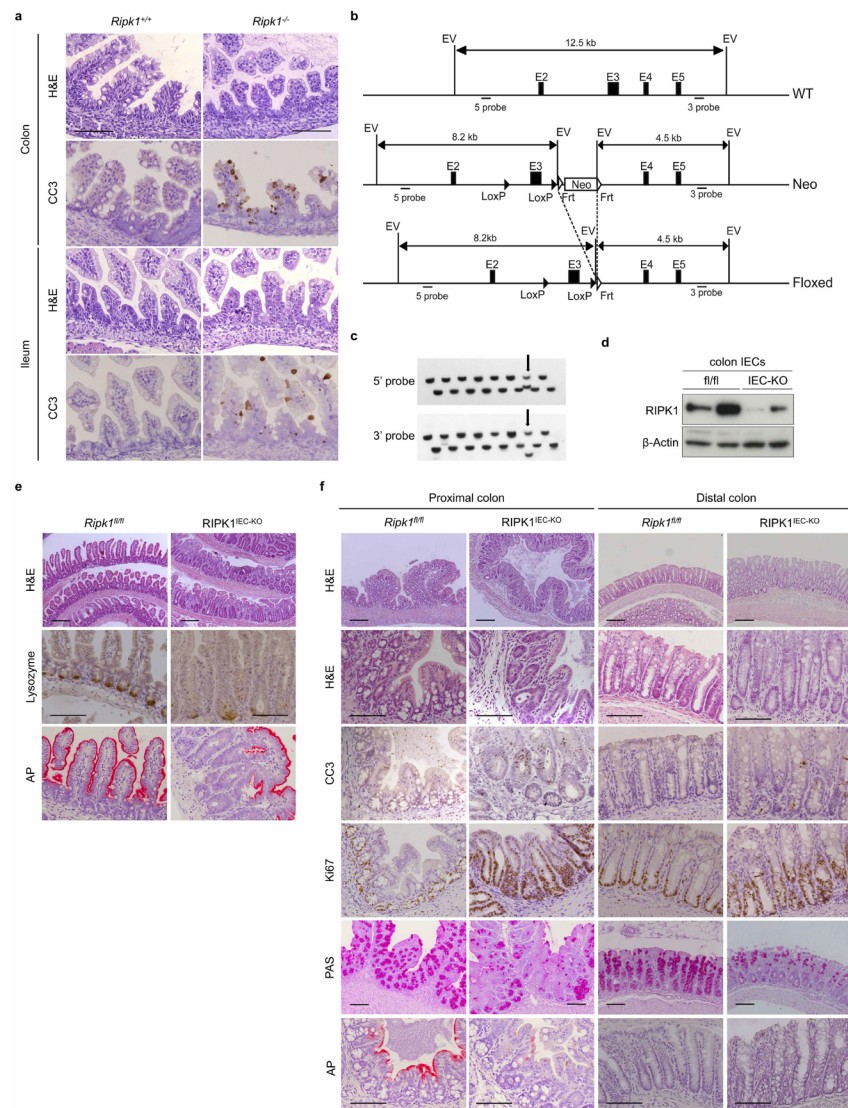 a
Ripk1+/+
Ripk1-/-
Colon
H&E
CC3
Ileum
H&E
CC3
b
EV
12.5 kb
EV
E2
E3
E4
E5
5 probe
3 probe
WT
EV
8.2 kb
EV
EV
4.5 kb
EV
E2
E3
Neo
E4
E5
5 probe
LoxP
LoxP
Frt
Frt
3 probe
Neo
EV
8.2kb
EV
EV
4.5 kb
EV
E2
E3
E4
E5
5 probe
LoxP
LoxP
Frt
3 probe
Floxed
c
5' probe
3' probe
d
colon IECs
fl/fl
IEC-KO
RIPK1
β-Actin
e
Ripk1fl/fl
RIPK1IEC-KO
H&E
Lysozyme
AP
f
Proximal colon
Distal colon
Ripk1fl/fl
RIPK1IEC-KO
Ripk1fl/fl
RIPK1IEC-KO
H&E
H&E
CC3
Ki67
PAS
AP